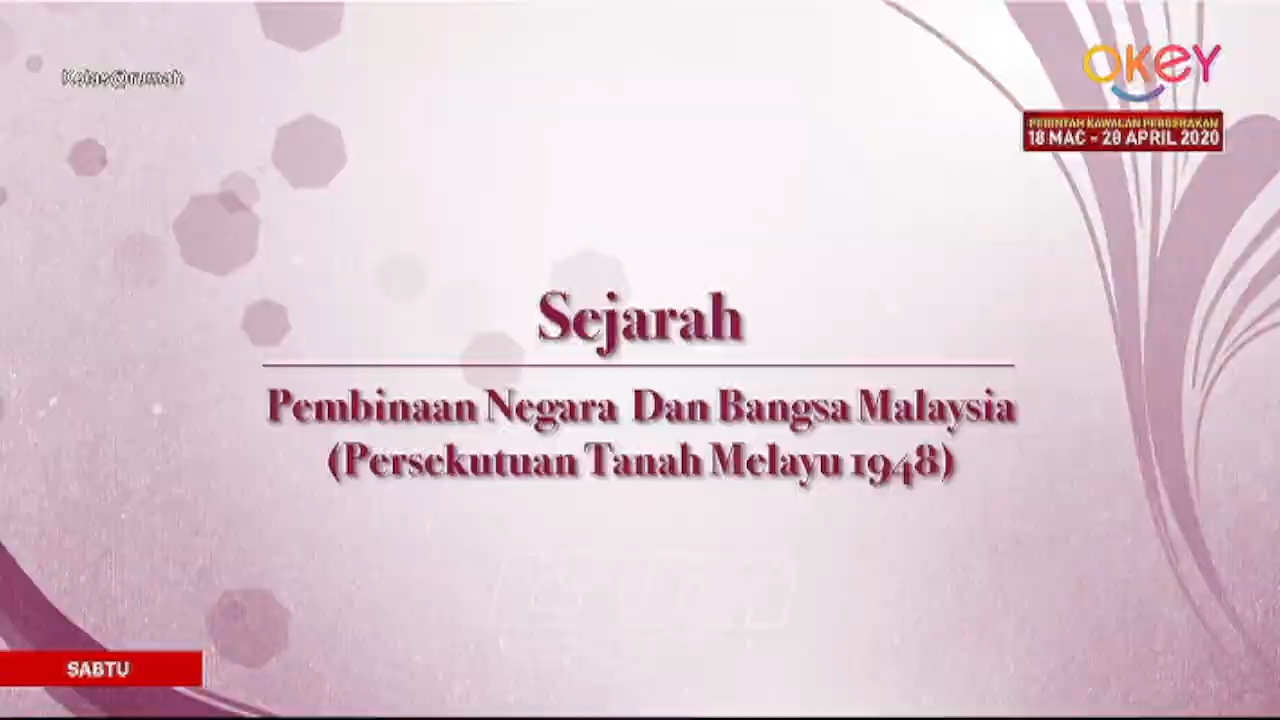 Kelas@rumah
OKEY
PERINTAH KAWALAN PERGERAKAN
18 MAC - 28 APRIL 2020
Sejarah
Pembinaan Negara Dan Bangsa Malaysia
(Persekutuan Tanah Melayu 1948)
SABTU